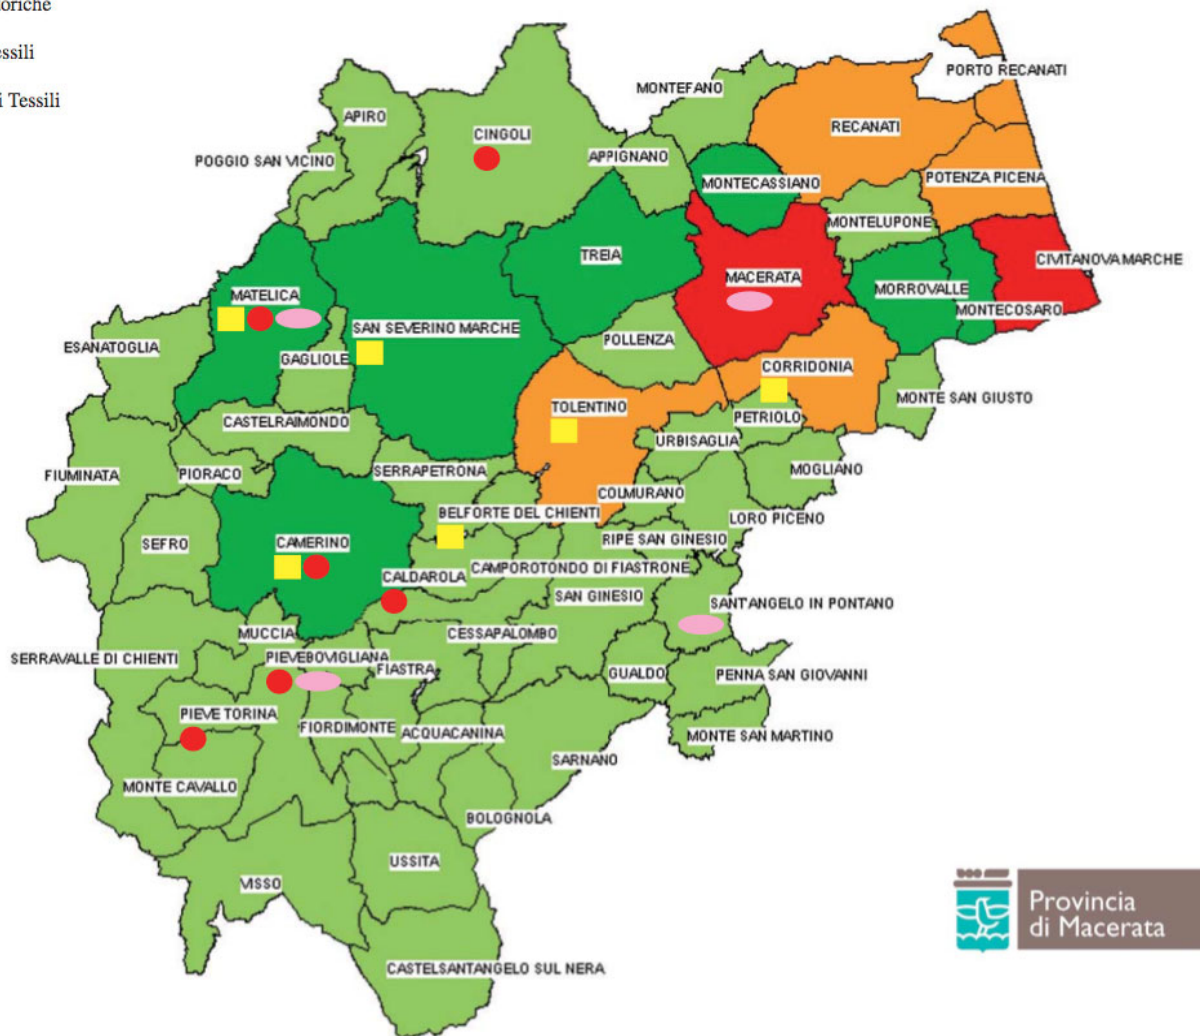 essili
i Tessili
PORTO RECANATI
MONTEFANO
APIRO
RECANATI
CINGOLI
APPIGNANO
POGGIO SAN VICINO
POTENZA PICENA
MONTECASSIANO
MONTELUPONE
TREIA
CIVITANOVA MARCHE
MACERATA
MORROVALLE
MATELICA
MONTECOSARO
SAN SEVERINO MARCHE
POLLENZA
ESANATOGLIA
GAGLIOLE
CORRIDONIA
MONTE SAN GIUSTO
TOLENTINO
PETRIOLO
CASTELRAIMONDO
URBISAGLIA
SERRAPETRONA
MOGLIANO
FIUMINATA
PIORACO
COLMURANO
BELFORTE DEL CHIENTI
LORO PICENO
RIPE SAN GINESIO
SEFRO
CAMERINO
CAMPOROTONDO DI FIASTRONE
CALDAROLA
SAN GINESIO
SANT'ANGELO IN PONTANO
MUCCIA
CESSAPALOMBO
SERRAVALLE DI CHIENTI
PIEVEBOVIGLIANA
FIASTRA
GUALDO
PENNA SAN GIOVANNI
PIEVE TORINA
FIORDIMONTE
ACQUACANINA
MONTE SAN MARTINO
SARNANO
MONTE CAVALLO
BOLOGNOLA
USSITA
VISSO
Provincia
di Macerata
CASTELSANTANGELO SUL NERA